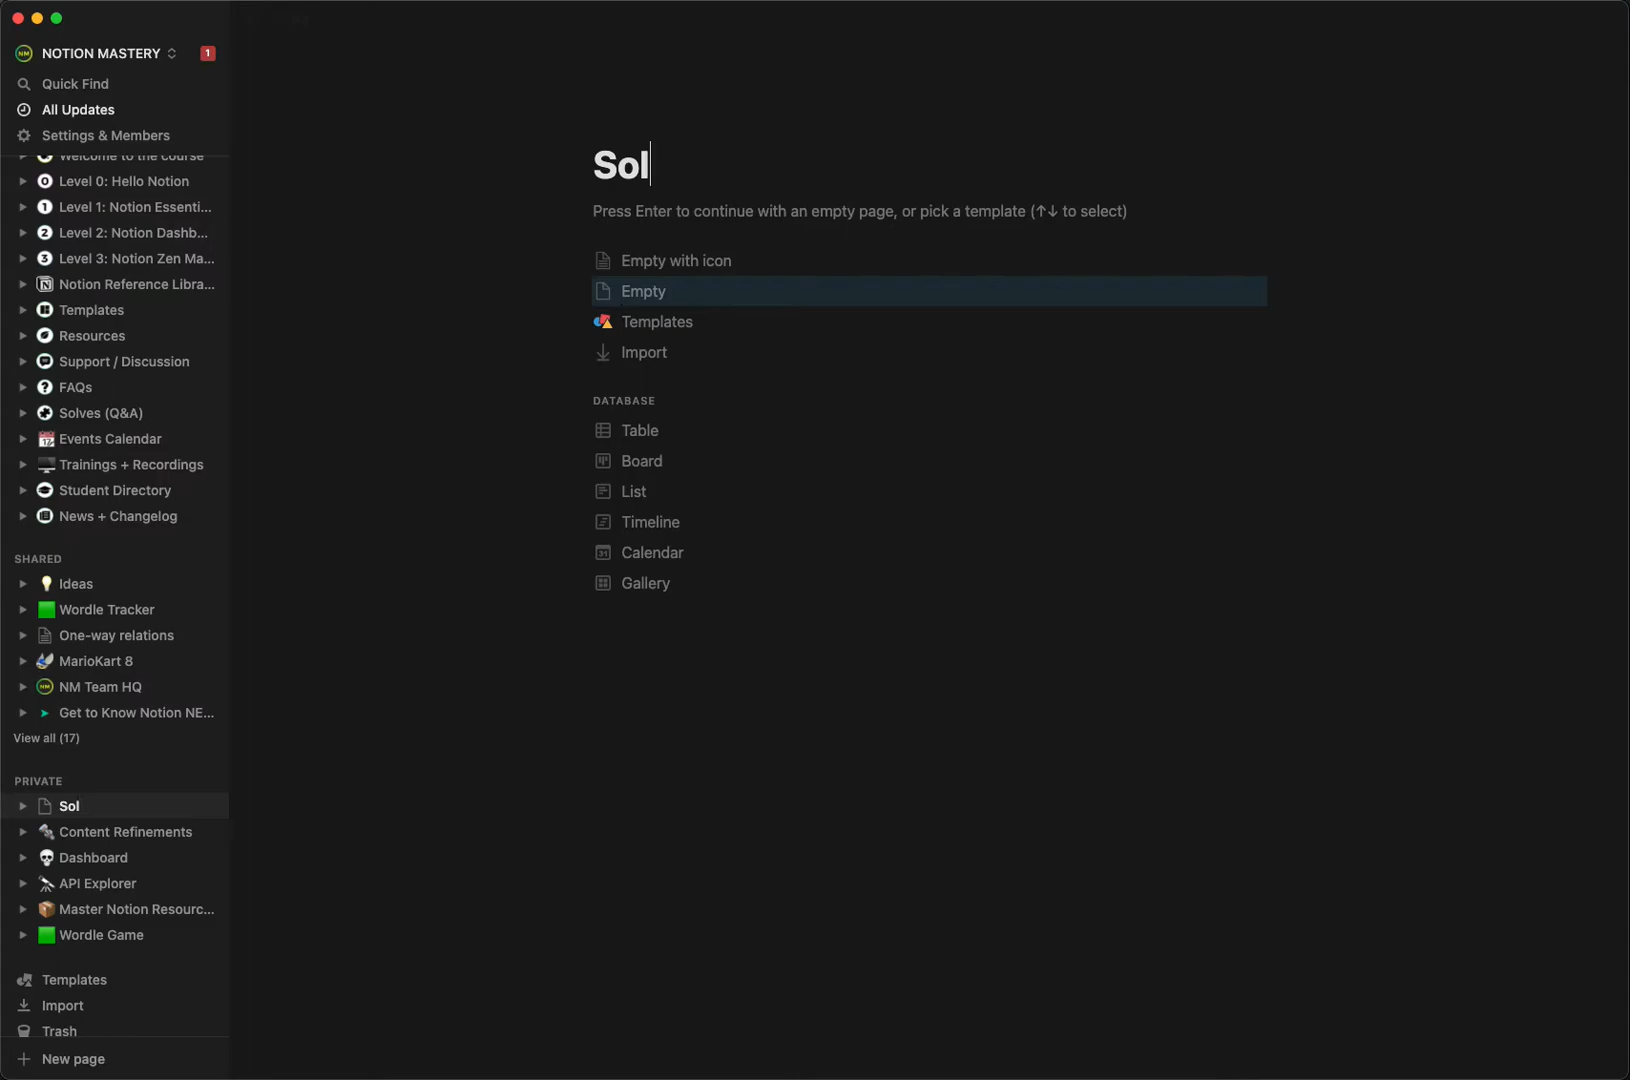 NOTION MASTERY
1
Quick Find
All Updates
Settings & Members
Welcome to the course
Level 0: Hello Notion
Level 1: Notion Essenti...
Level 2: Notion Dashb...
Level 3: Notion Zen Ma...
Notion Reference Libra...
Templates
Resources
Support / Discussion
FAQs
Solves (Q&A)
Events Calendar
Trainings + Recordings
Student Directory
News + Changelog
SHARED
Ideas
Wordle Tracker
One-way relations
MarioKart 8
NM Team HQ
Get to Know Notion NE...
View all (17)
PRIVATE
Sol
Content Refinements
Dashboard
API Explorer
Master Notion Resourc...
Wordle Game
Templates
Import
Trash
New page
Sol
Press Enter to continue with an empty page, or pick a template (↑↓ to select)
Empty with icon
Empty
Templates
Import
DATABASE
Table
Board
List
Timeline
Calendar
Gallery